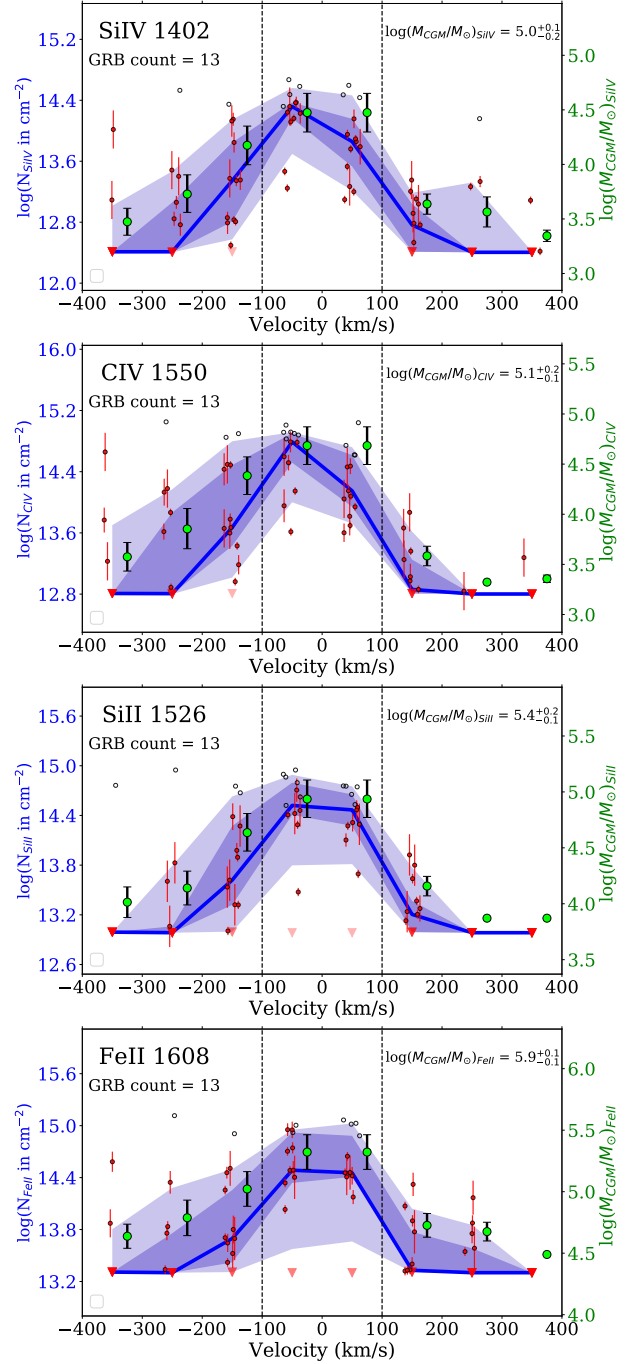 SiIV 1402
log(M_CGM/M_⊙)_SiIV = 5.0^{+0.1}_{-0.2}
GRB count = 13
log(N_SiIV in cm^{-2})
15.2
14.4
13.6
12.8
12.0
log(M_CGM/M_⊙)_SiIV
5.0
4.5
4.0
3.5
3.0
−400 −300 −200 −100 0 100 200 300 400
Velocity (km/s)
CIV 1550
log(M_CGM/M_⊙)_CIV = 5.1^{+0.2}_{-0.1}
GRB count = 13
log(N_CIV in cm^{-2})
16.0
15.2
14.4
13.6
12.8
log(M_CGM/M_⊙)_CIV
5.5
5.0
4.5
4.0
3.5
3.0
−400 −300 −200 −100 0 100 200 300 400
Velocity (km/s)
SiII 1526
log(M_CGM/M_⊙)_SiII = 5.4^{+0.2}_{-0.1}
GRB count = 13
log(N_SiII in cm^{-2})
15.6
15.0
14.4
13.8
13.2
12.6
log(M_CGM/M_⊙)_SiII
5.5
5.0
4.5
4.0
3.5
−400 −300 −200 −100 0 100 200 300 400
Velocity (km/s)
FeII 1608
log(M_CGM/M_⊙)_FeII = 5.9^{+0.1}_{-0.1}
GRB count = 13
log(N_FeII in cm^{-2})
15.6
15.0
14.4
13.8
13.2
log(M_CGM/M_⊙)_FeII
6.0
5.5
5.0
4.5
4.0
−400 −300 −200 −100 0 100 200 300 400
Velocity (km/s)